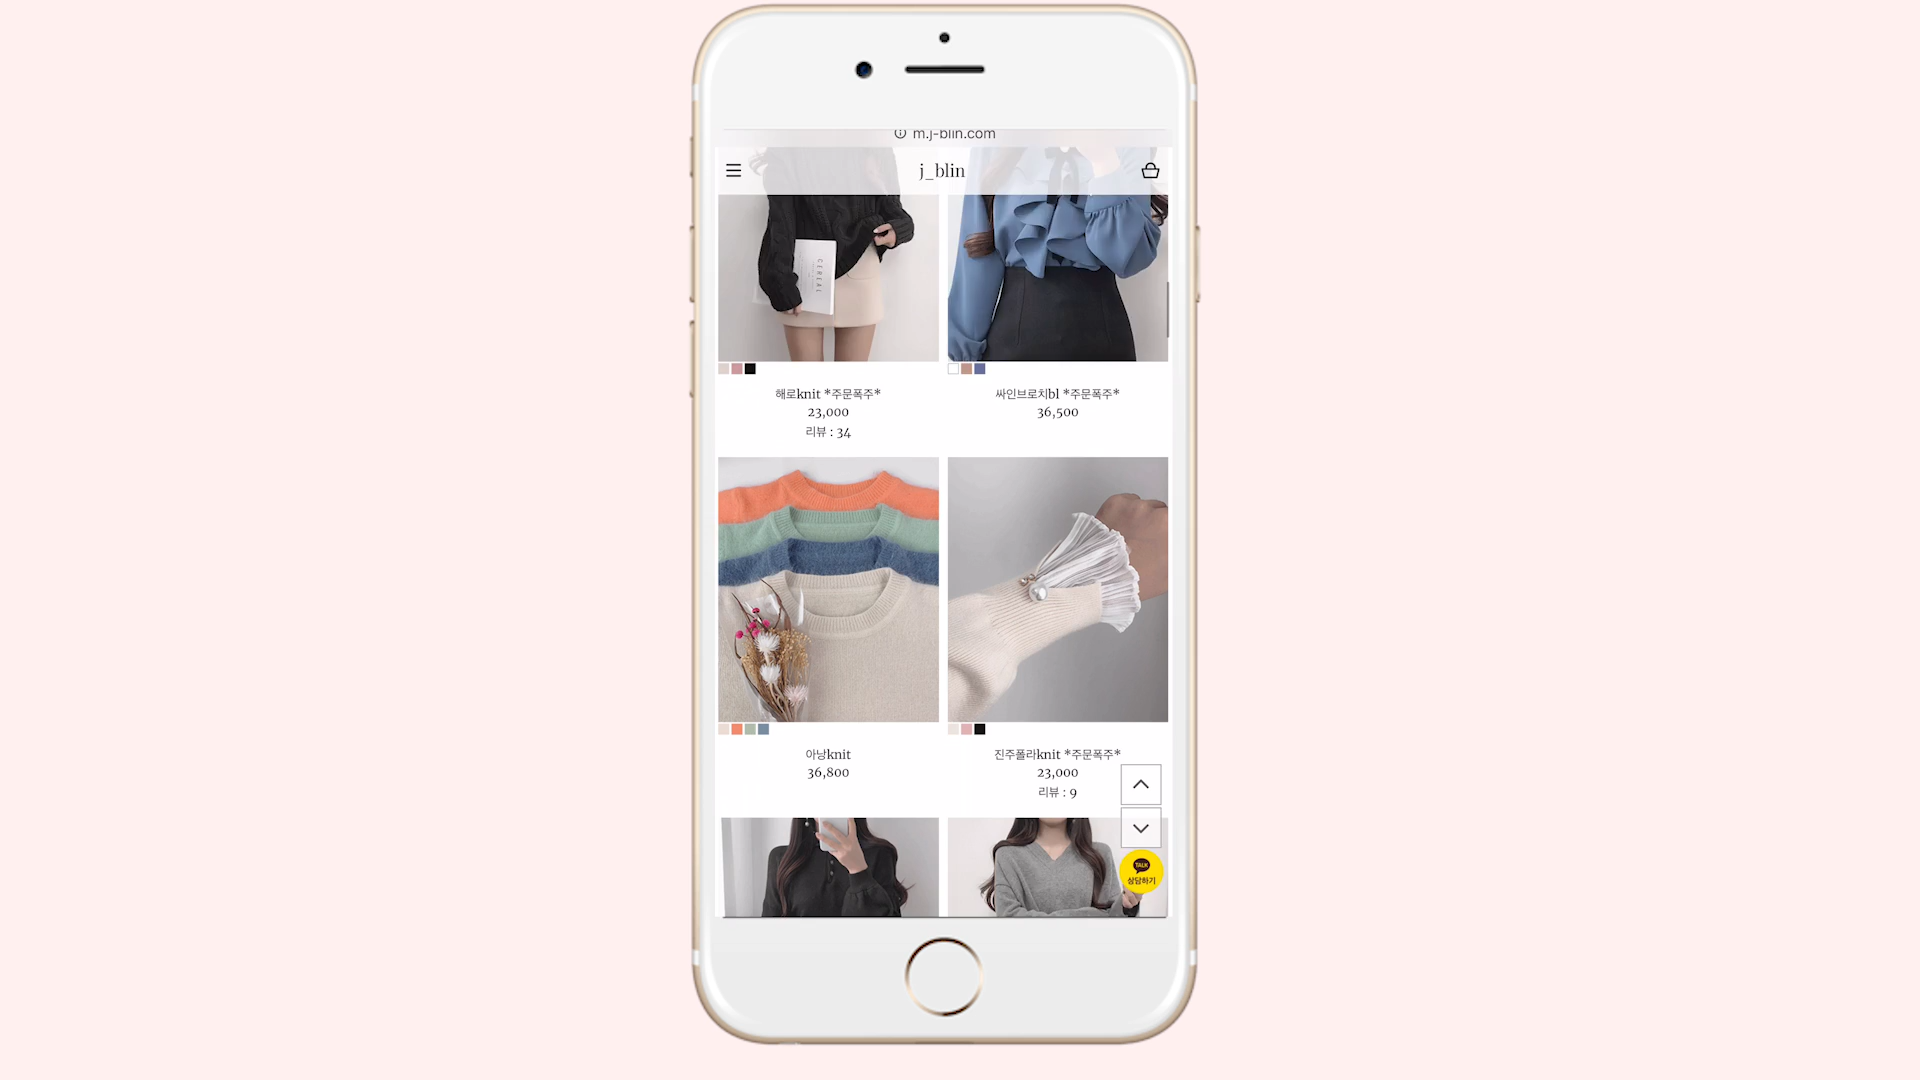 m.j-blin.com
j_blin
CEREAL
해로knit *주문폭주*
23,000
리뷰 : 34
싸인브로치bl *주문폭주*
36,500
아낭knit
36,800
진주폴라knit *주문폭주*
23,000
리뷰 : 9
TALK
상담하기